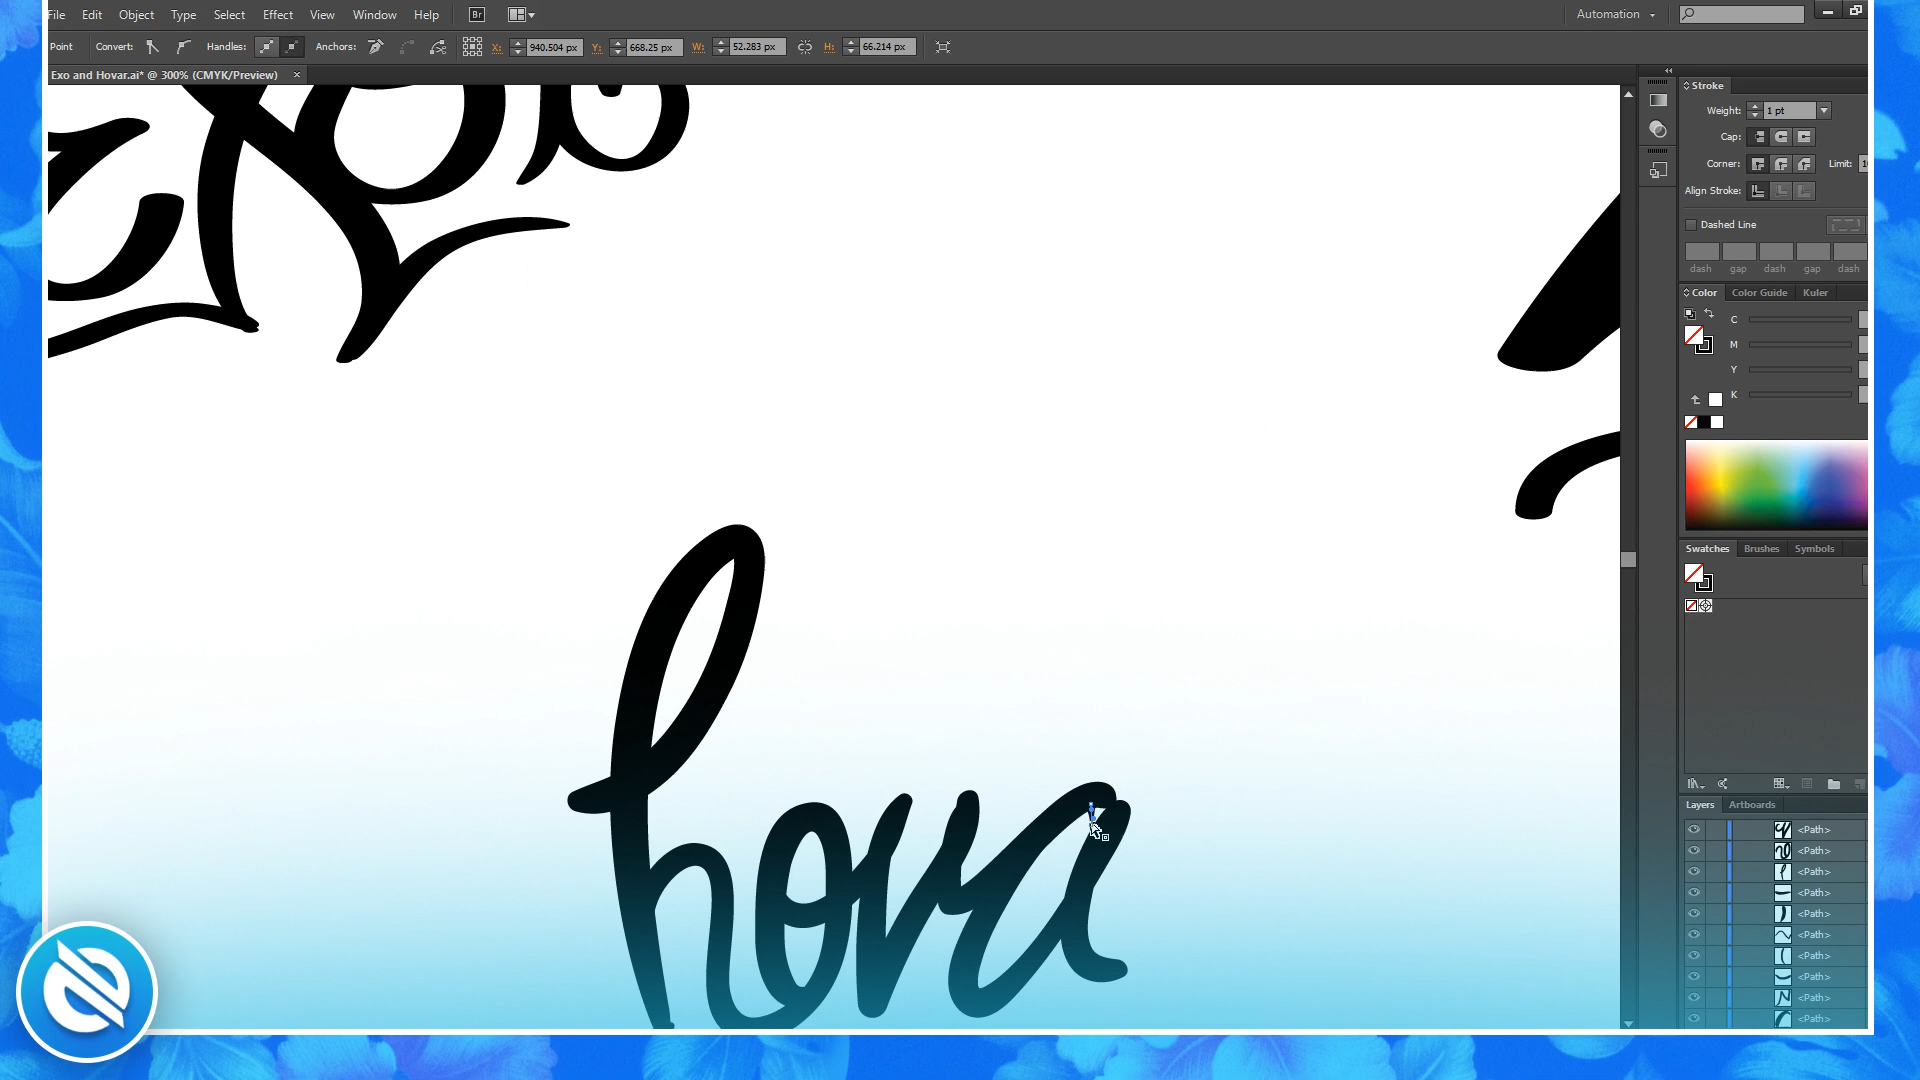 File Edit Object Type Select Effect View Window Help Br Automation
Point Convert: Handles: Anchors: X: 940.504 px Y: 668.25 px W: 52.283 px H: 66.214 px
Exo and Hovar.ai* @ 300% (CMYK/Preview) ×
Stroke
Weight: 1 pt
Cap:
Corner: Limit:
Align Stroke:
Dashed Line
dash gap dash gap dash
Color Color Guide Kuler
C
M
Y
K
Swatches Brushes Symbols
Layers Artboards
<Path>
<Path>
<Path>
<Path>
<Path>
<Path>
<Path>
<Path>
<Path>
<Path>
hova